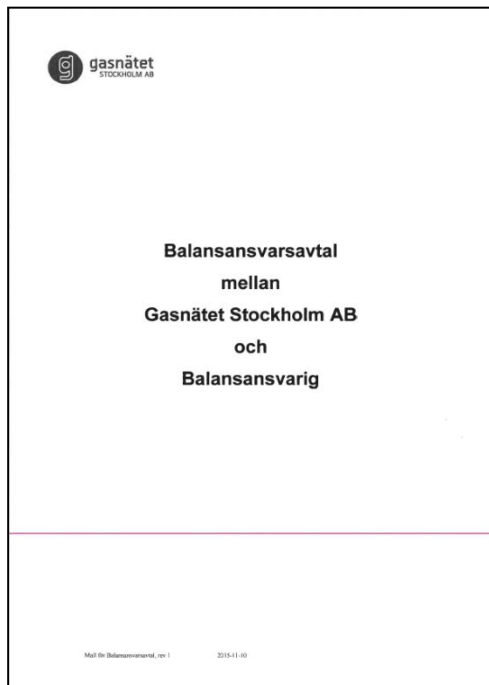 gasnätet
STOCKHOLM AB
Balansansvarsavtal
mellan
Gasnätet Stockholm AB
och
Balansansvarig
Mall för Balansansvarsavtal, rev 1 2015-11-10